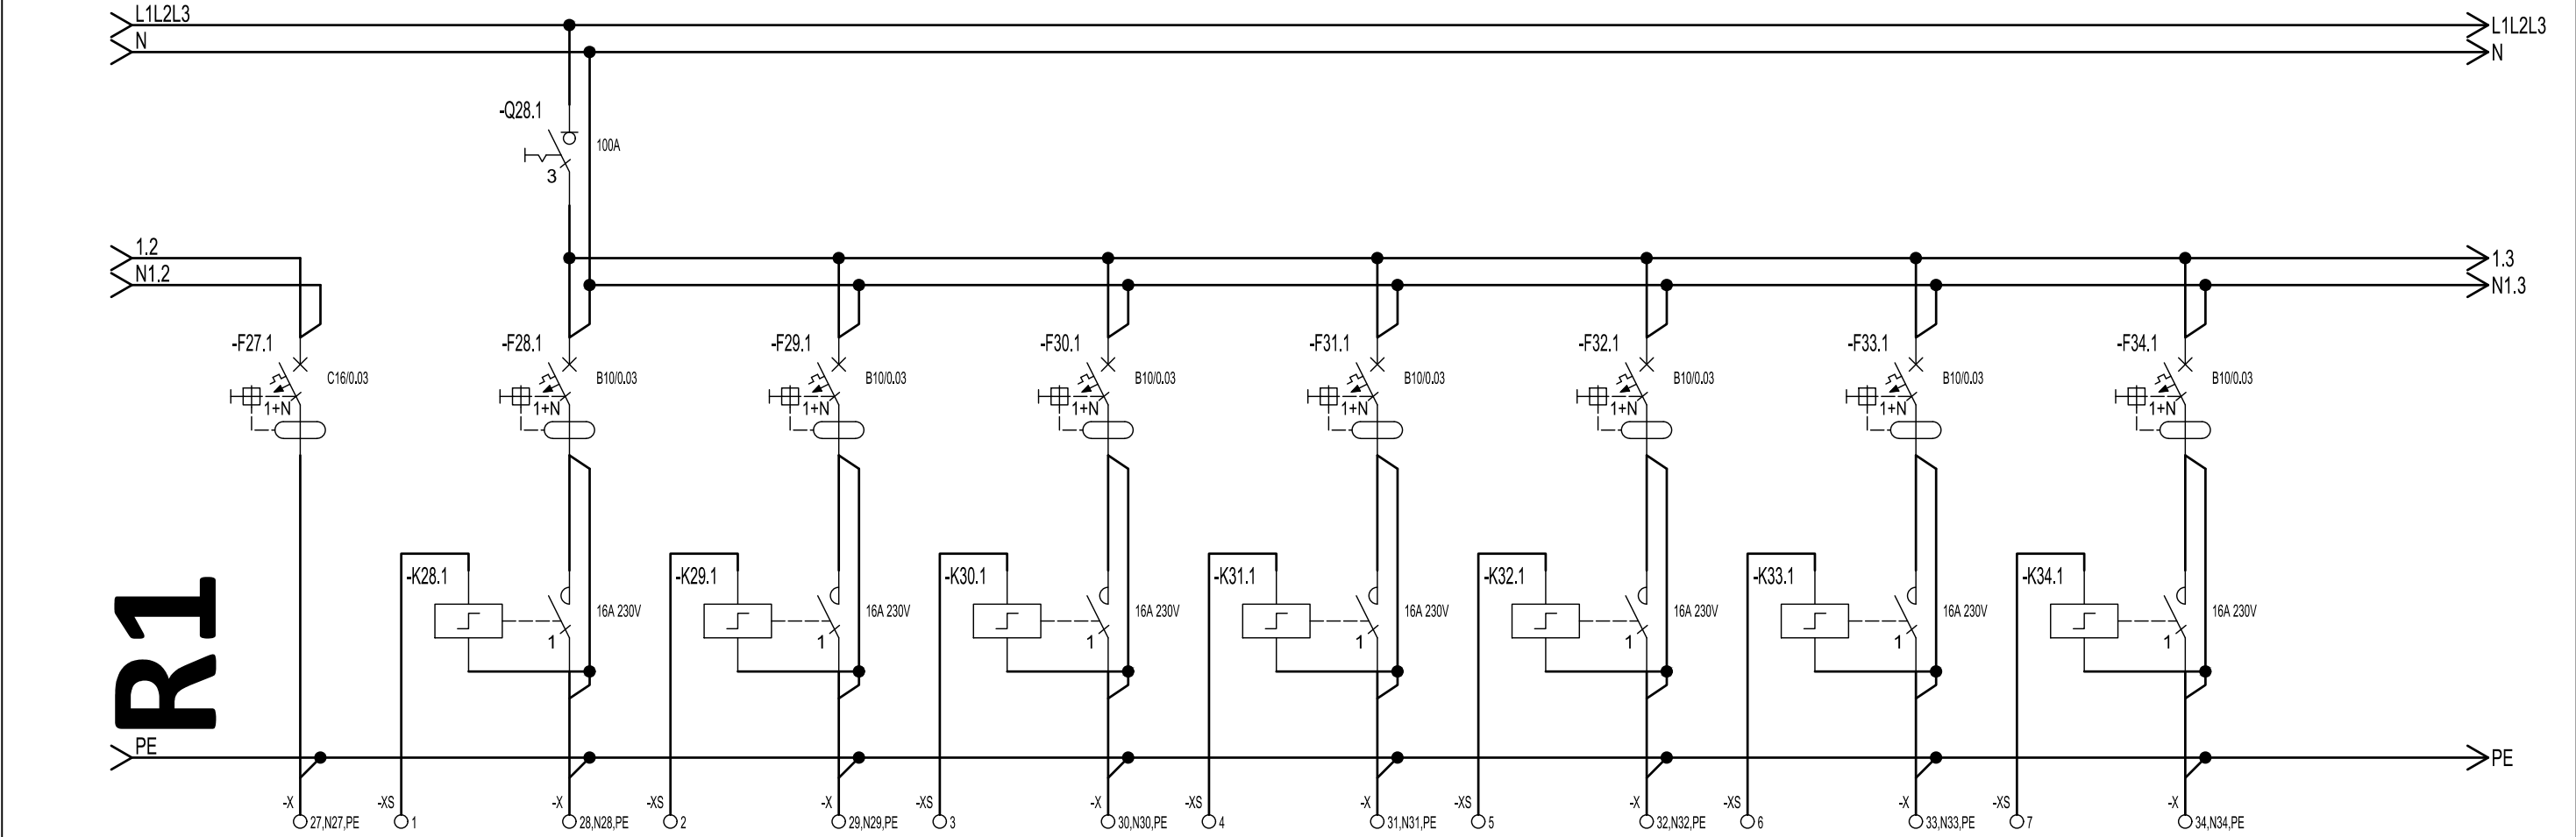 L1L2L3 L1L2L3
N N
-Q28.1
100A
3
1.2 1.3
N1.2 N1.3
-F27.1 -F28.1 -F29.1 -F30.1 -F31.1 -F32.1 -F33.1 -F34.1
C16/0.03 B10/0.03 B10/0.03 B10/0.03 B10/0.03 B10/0.03 B10/0.03 B10/0.03
1+N 1+N 1+N 1+N 1+N 1+N 1+N 1+N
-K28.1 -K29.1 -K30.1 -K31.1 -K32.1 -K33.1 -K34.1
16A 230V 16A 230V 16A 230V 16A 230V 16A 230V 16A 230V 16A 230V
1 1 1 1 1 1 1
R1
PE PE
-X -XS -X -XS -X -XS -X -XS -X -XS -X -XS -X -XS -X
27,N27,PE 1 28,N28,PE 2 29,N29,PE 3 30,N30,PE 4 31,N31,PE 5 32,N32,PE 6 33,N33,PE 7 34,N34,PE